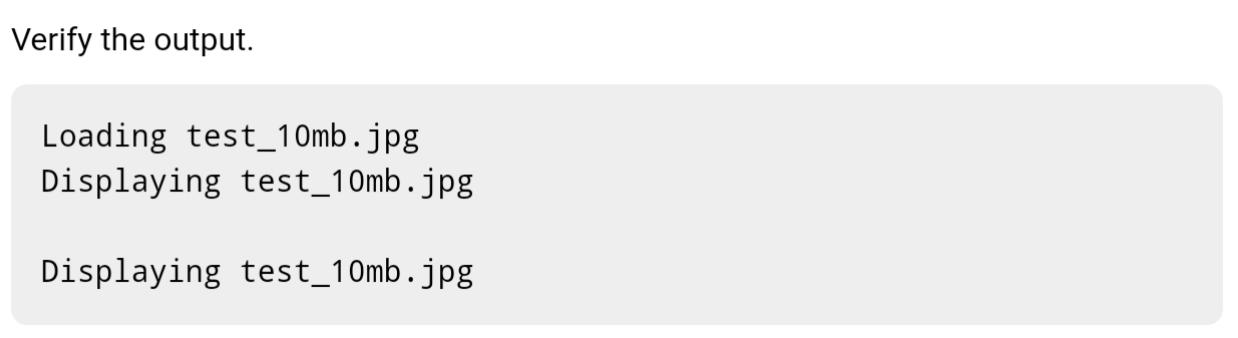 Verify the output.
Loading test_10mb.jpg
Displaying test_10mb.jpg
Displaying test_10mb.jpg